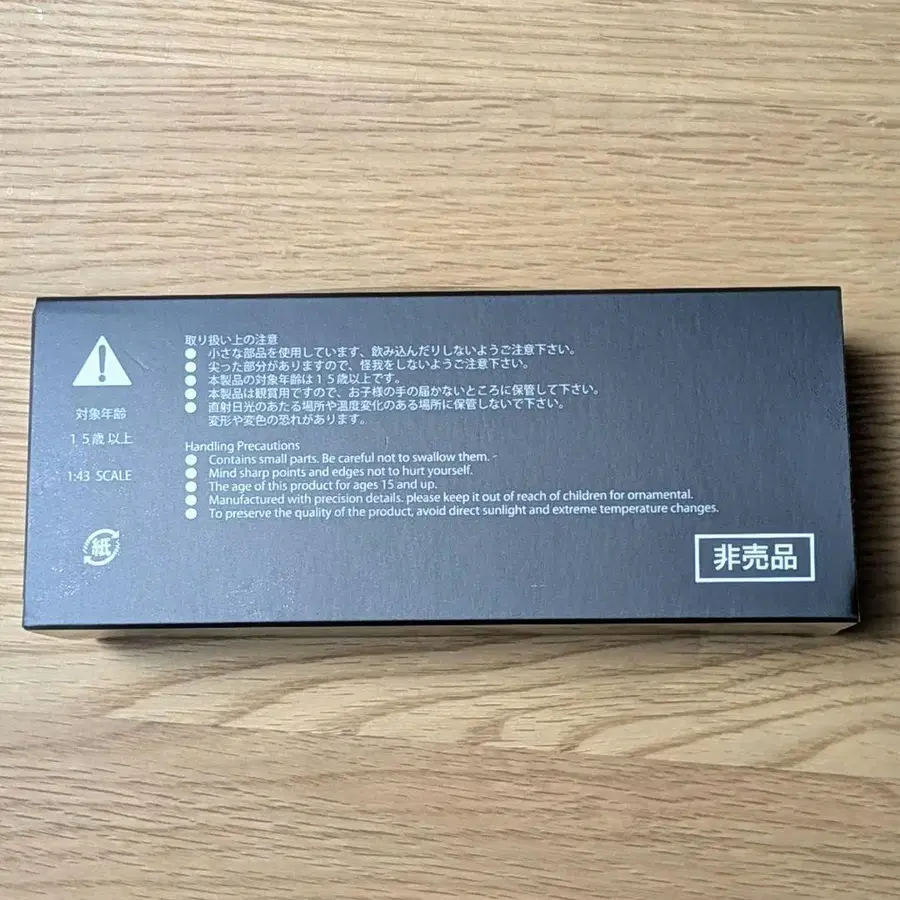 取り扱い上の注意
● 小さな部品を使用しています、飲み込んだりしないようご注意下さい。
● 尖った部分がありますので、怪我をしないようご注意下さい。
● 本製品の対象年齢は１５歳以上です。
● 本製品は観賞用ですので、お子様の手の届かないところに保管して下さい。
● 直射日光のあたる場所や温度変化のある場所に保管しないで下さい。
変形や変色の恐れがあります。
対象年齢
１５歳以上
1:43 SCALE
Handling Precautions
● Contains small parts. Be careful not to swallow them.
● Mind sharp points and edges not to hurt yourself.
● The age of this product for ages 15 and up.
● Manufactured with precision details. please keep it out of reach of children for ornamental.
● To preserve the quality of the product, avoid direct sunlight and extreme temperature changes.
紙
非売品